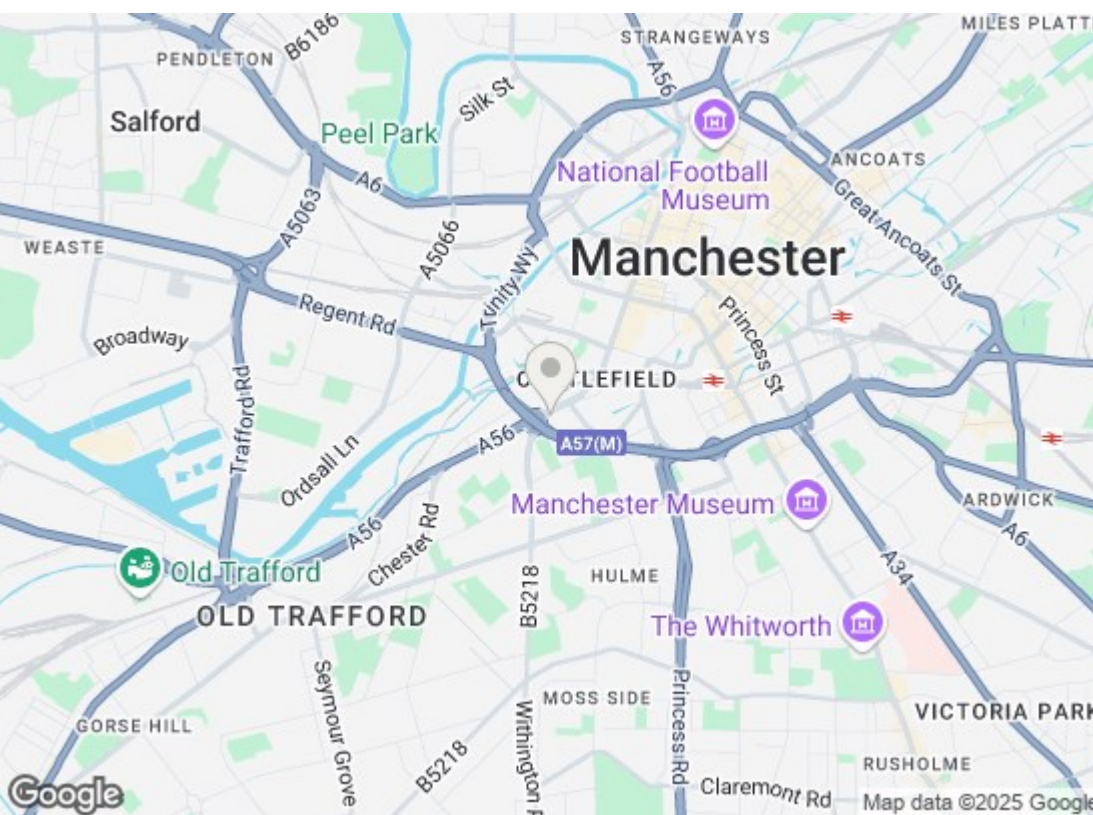 MILES PLATT
STRANGEWAYS
B6186
PENDLETON
A56
Silk St
Salford
Peel Park
National Football
Museum
ANCOATS
A6
A5063
Great Ancoats St
WEASTE
A5066
Manchester
Trinity Wy
Regent Rd
Princess St
Broadway
Trafford Rd
TLEFIELD
A56
A57(M)
Ordsall Ln
Manchester Museum
ARDWICK
A6
A56
Chester Rd
A34
Old Trafford
B5218
HULME
OLD TRAFFORD
The Whitworth
Seymour Grove
Princess Rd
MOSS SIDE
VICTORIA PARK
GORSE HILL
Withington R
B5218
RUSHOLME
Claremont Rd
Google
Map data ©2025 Google